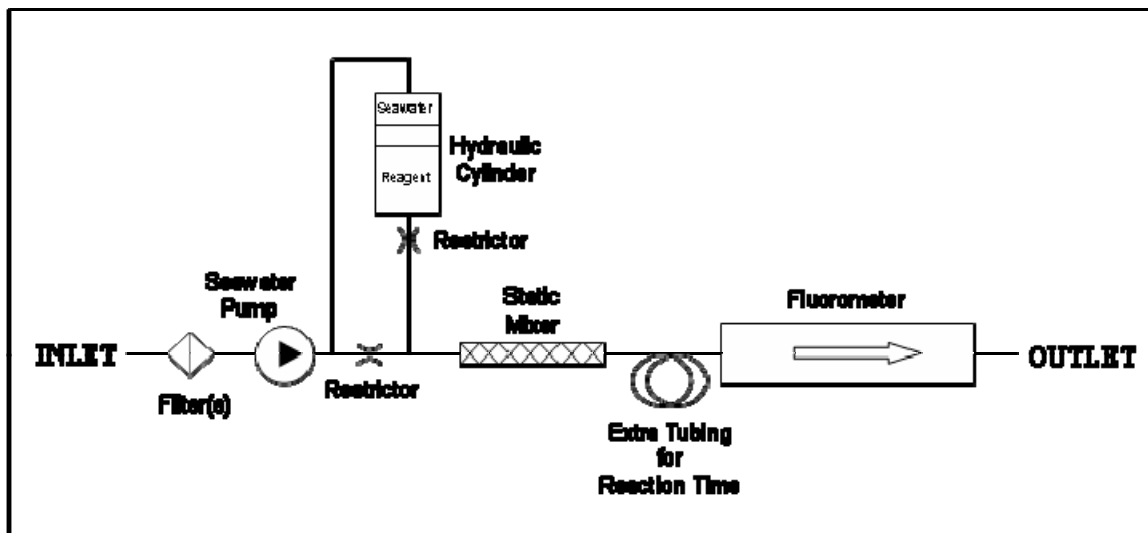 Seawater
Reagent
Hydraulic
Cylinder
Restrictor
Seawater
Pump
Static
Mixer
Fluorometer
INLET
OUTLET
Filter(s)
Restrictor
Extra Tubing
for
Reaction Time